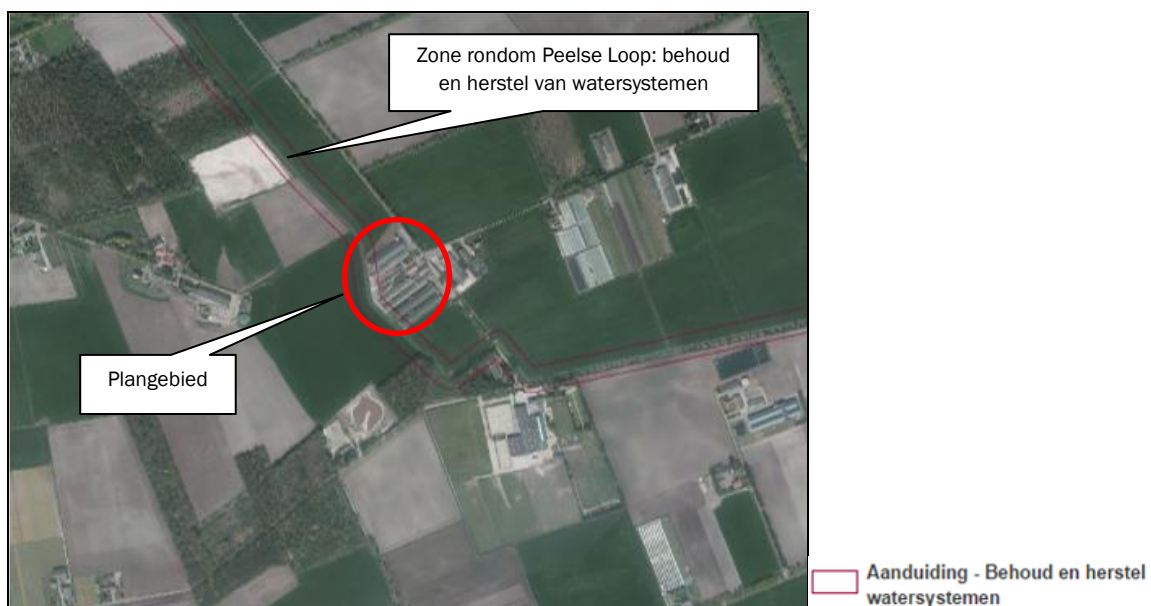 Zone rondom Peelse Loop: behoud
en herstel van watersystemen
Plangebied
Aanduiding - Behoud en herstel
watersystemen